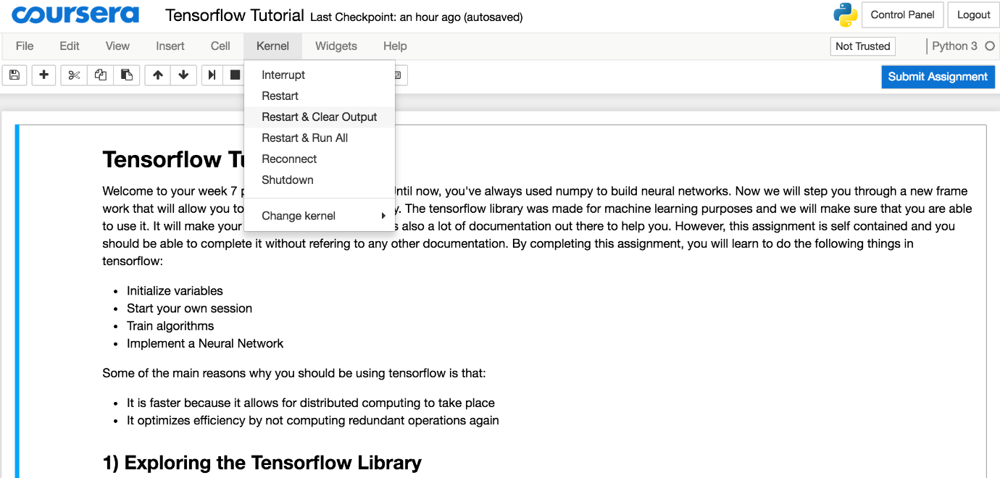 coursera Tensorflow Tutorial Last Checkpoint: an hour ago (autosaved) Control Panel Logout
File Edit View Insert Cell Kernel Widgets Help Not Trusted Python 3
Submit Assignment
Interrupt
Restart
Restart & Clear Output
Restart & Run All
Reconnect
Shutdown
Change kernel
Tensorflow
Welcome to your week 7 ntil now, you've always used numpy to build neural networks. Now we will step you through a new frame
work that will allow you to . The tensorflow library was made for machine learning purposes and we will make sure that you are able
to use it. It will make your also a lot of documentation out there to help you. However, this assignment is self contained and you
should be able to complete it without refering to any other documentation. By completing this assignment, you will learn to do the following things in
tensorflow:
• Initialize variables
• Start your own session
• Train algorithms
• Implement a Neural Network
Some of the main reasons why you should be using tensorflow is that:
• It is faster because it allows for distributed computing to take place
• It optimizes efficiency by not computing redundant operations again
1) Exploring the Tensorflow Library